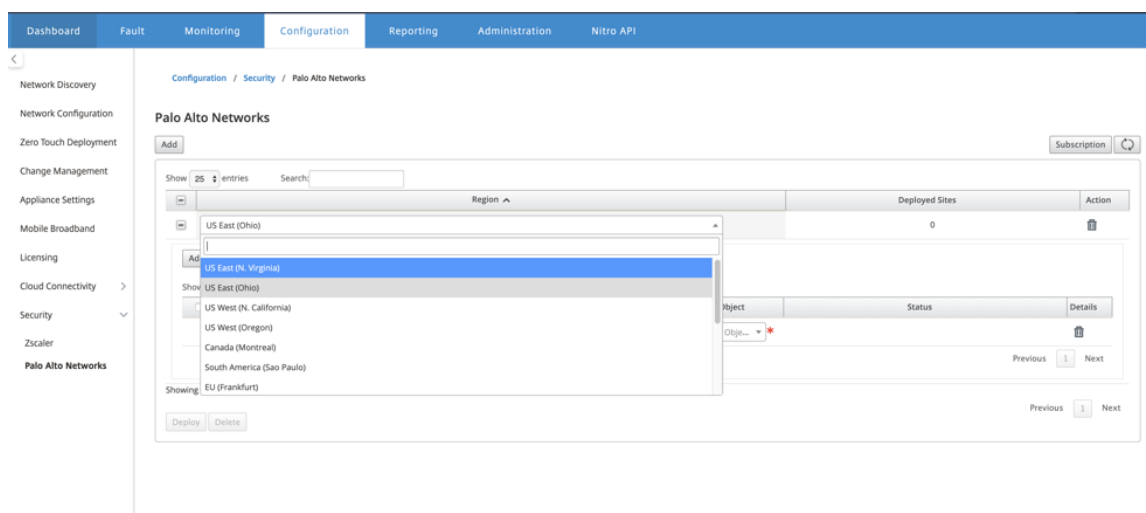 Dashboard Fault Monitoring Configuration Reporting Administration Nitro API
Network Discovery
Network Configuration
Zero Touch Deployment
Change Management
Appliance Settings
Mobile Broadband
Licensing
Cloud Connectivity
Security
Zscaler
Palo Alto Networks
Configuration / Security / Palo Alto Networks
Palo Alto Networks
Add Subscription
Show 25 entries Search:
Region Deployed Sites Action
US East (Ohio) 0
Ad
US East (N. Virginia)
Show US East (Ohio)
US West (N. California) Object Status Details
US West (Oregon) Obje... *
Canada (Montreal)
Previous 1 Next
South America (Sao Paulo)
Showing EU (Frankfurt)
Previous 1 Next
Deploy Delete